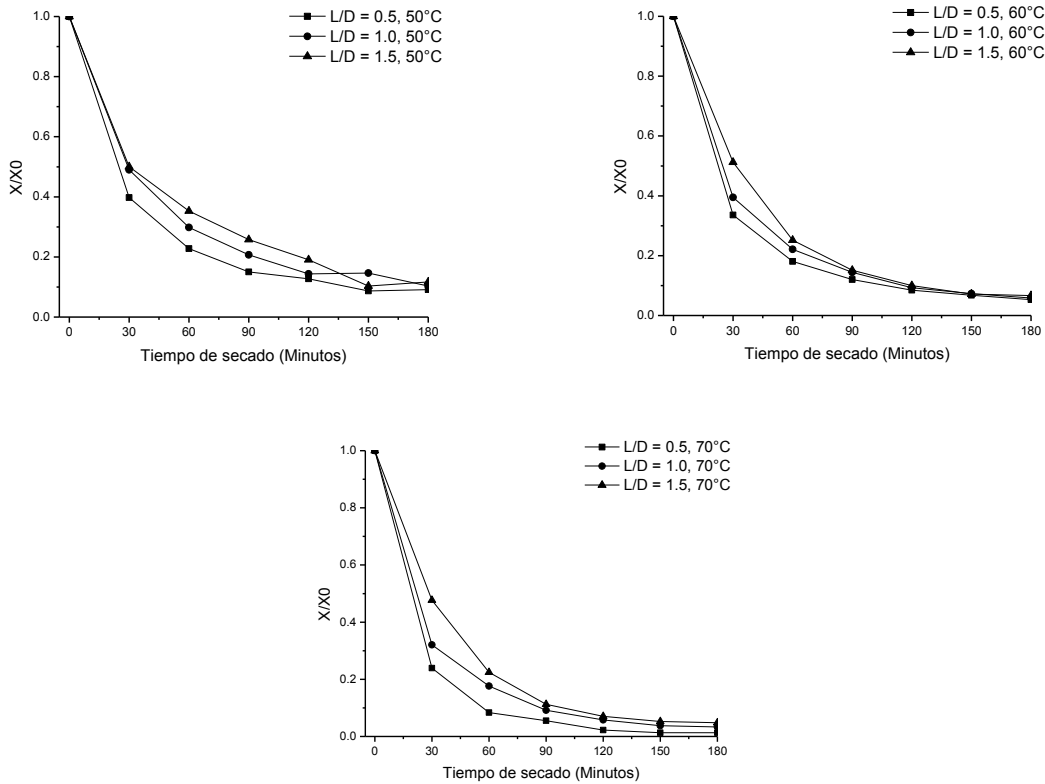 L/D = 0.5, 50°C
L/D = 1.0, 50°C
L/D = 1.5, 50°C
1.0
0.8
0.6
0.4
0.2
0.0
X/X0
0 30 60 90 120 150 180
Tiempo de secado (Minutos)
L/D = 0.5, 60°C
L/D = 1.0, 60°C
L/D = 1.5, 60°C
1.0
0.8
0.6
0.4
0.2
0.0
X/X0
0 30 60 90 120 150 180
Tiempo de secado (Minutos)
L/D = 0.5, 70°C
L/D = 1.0, 70°C
L/D = 1.5, 70°C
1.0
0.8
0.6
0.4
0.2
0.0
X/X0
0 30 60 90 120 150 180
Tiempo de secado (Minutos)